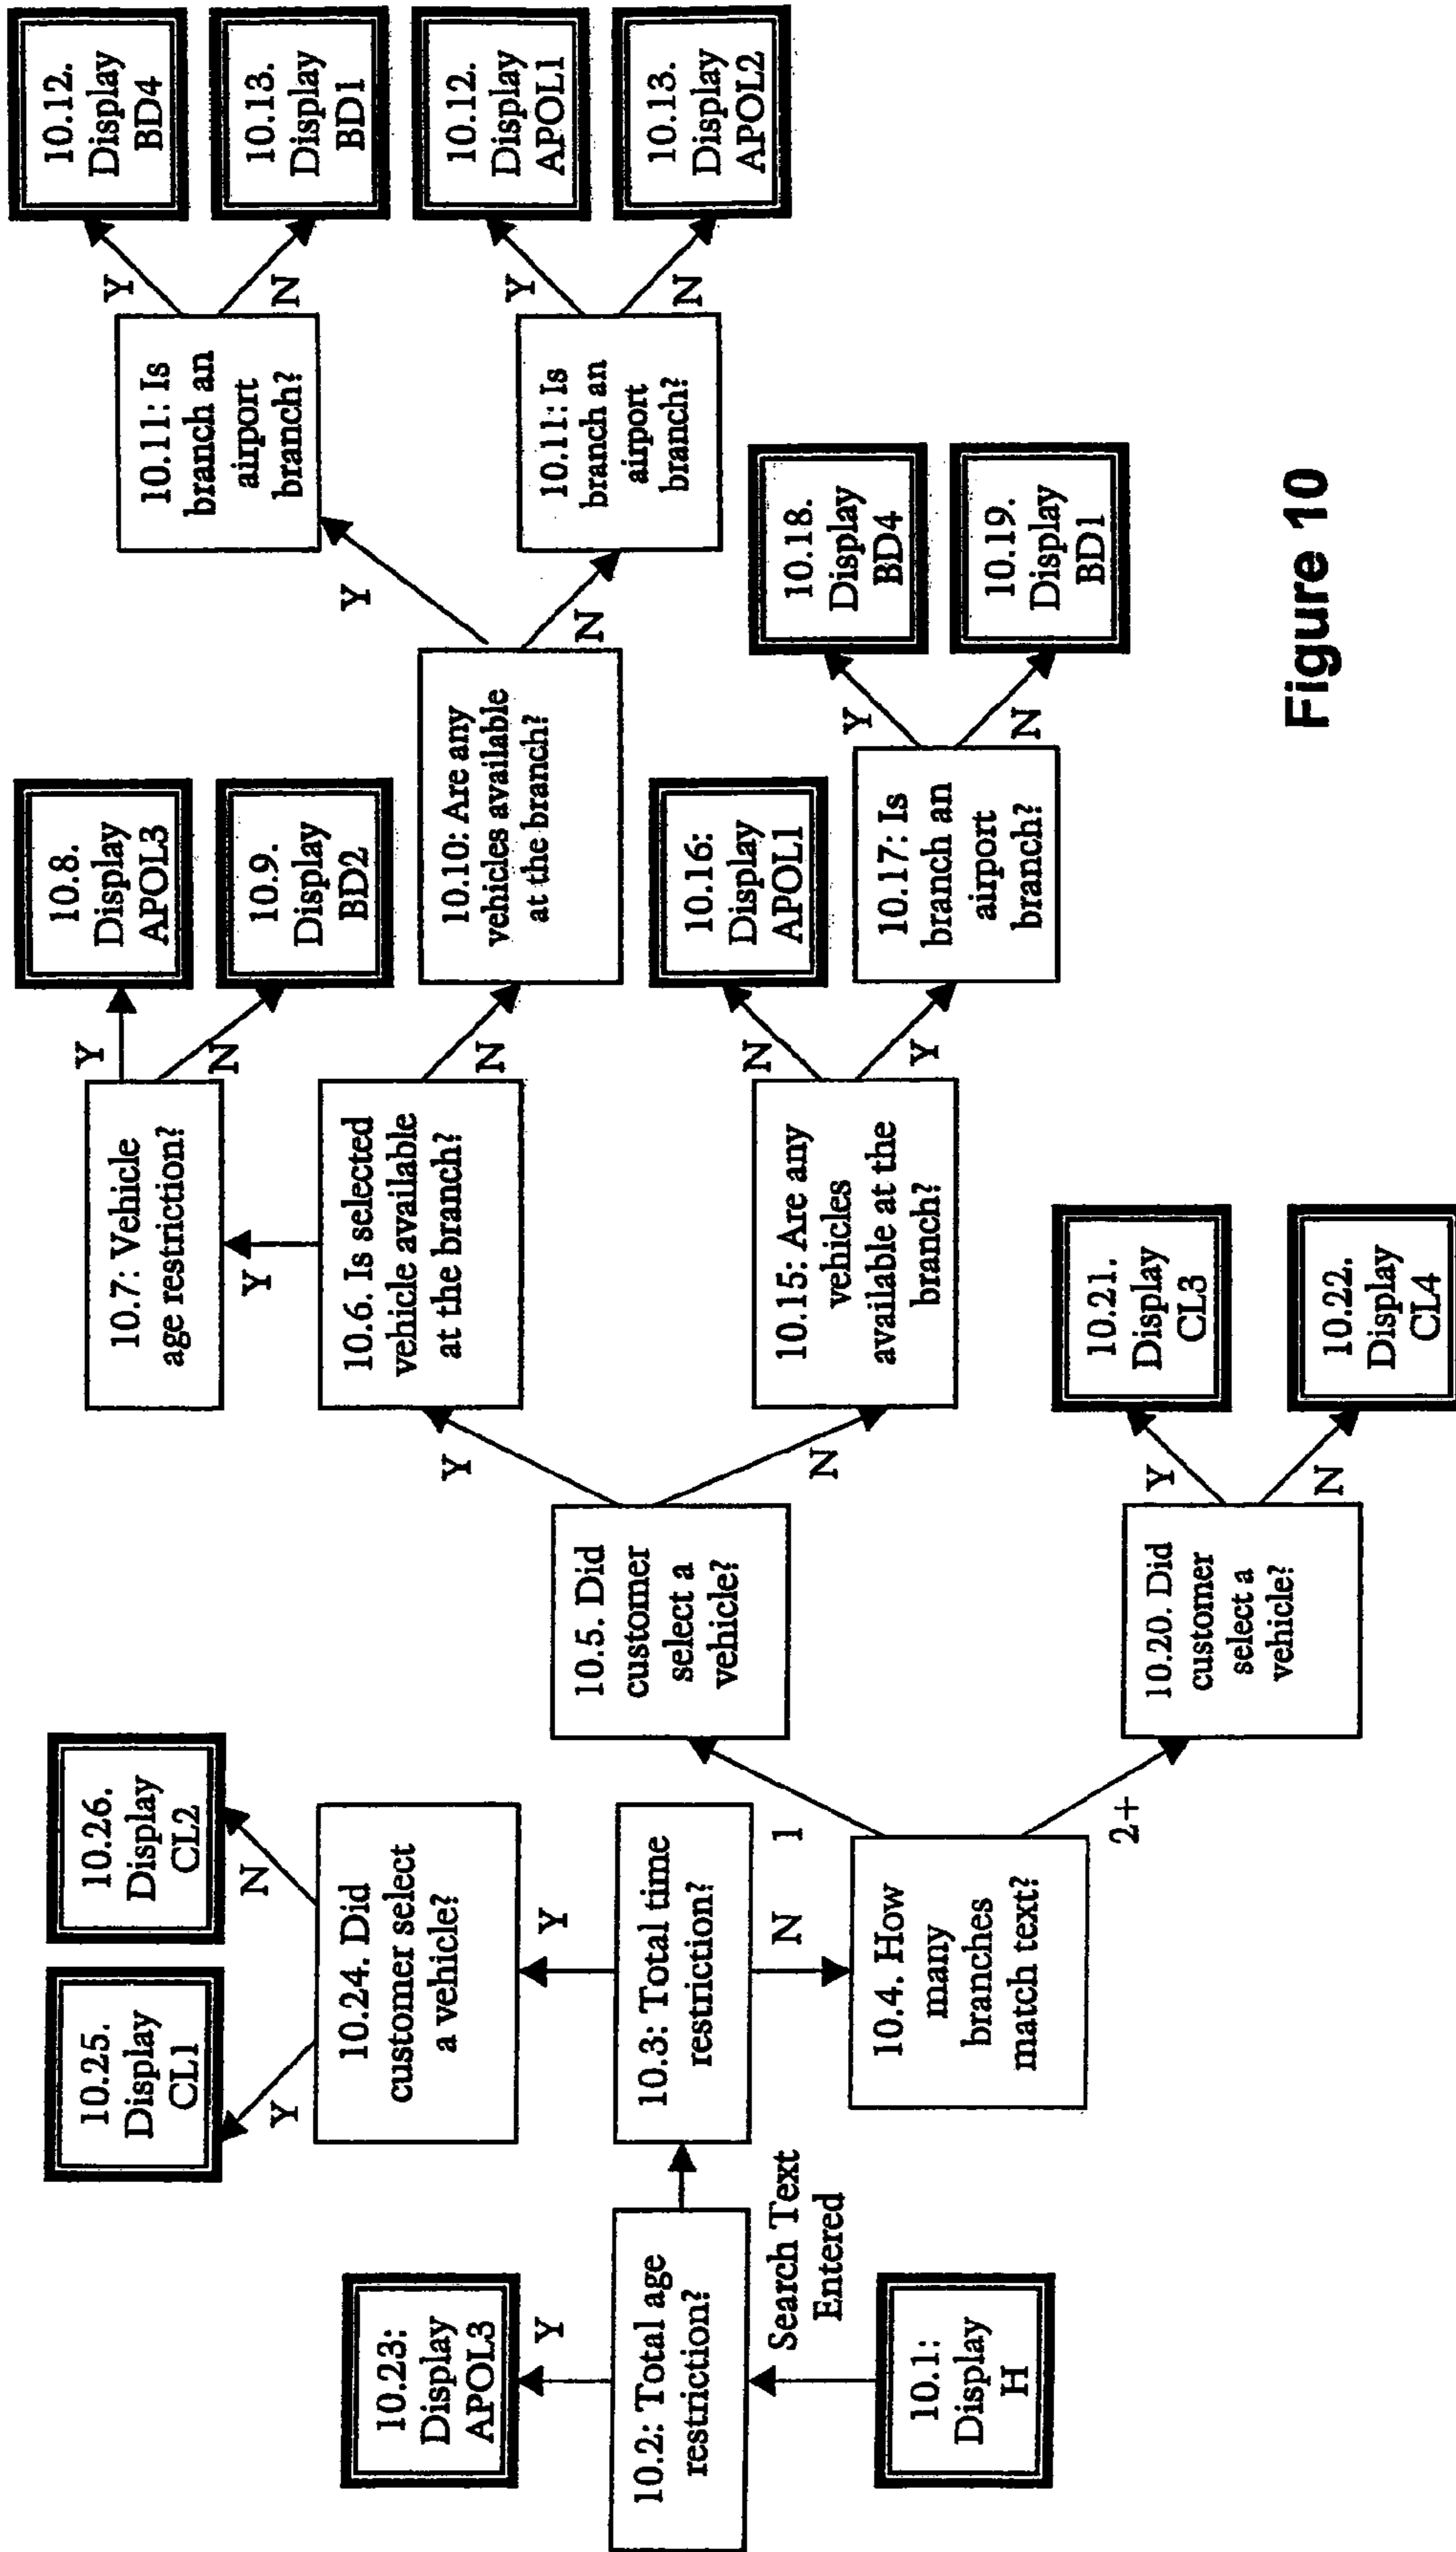 10.1:
Display
H
Search Text
Entered
10.2: Total age
restriction?
Y
10.23:
Display
APOL3
10.3: Total time
restriction?
Y
N
10.24. Did
customer select
a vehicle?
Y
N
10.25.
Display
CL1
10.26.
Display
CL2
10.4. How
many
branches
match text?
1
2+
10.5. Did
customer
select a
vehicle?
Y
N
10.20. Did
customer
select a
vehicle?
Y
N
10.21.
Display
CL3
10.22.
Display
CL4
10.6. Is selected
vehicle available
at the branch?
Y
N
10.7: Vehicle
age restriction?
Y
N
10.8.
Display
APOL3
10.9.
Display
BD2
10.10: Are any
vehicles available
at the branch?
Y
N
10.11: Is
branch an
airport
branch?
Y
N
10.12.
Display
BD4
10.13.
Display
BD1
10.11: Is
branch an
airport
branch?
Y
N
10.12.
Display
APOL1
10.13.
Display
APOL2
10.15: Are any
vehicles
available at the
branch?
N
Y
10.16:
Display
APOL1
10.17: Is
branch an
airport
branch?
Y
N
10.18.
Display
BD4
10.19.
Display
BD1
Figure 10